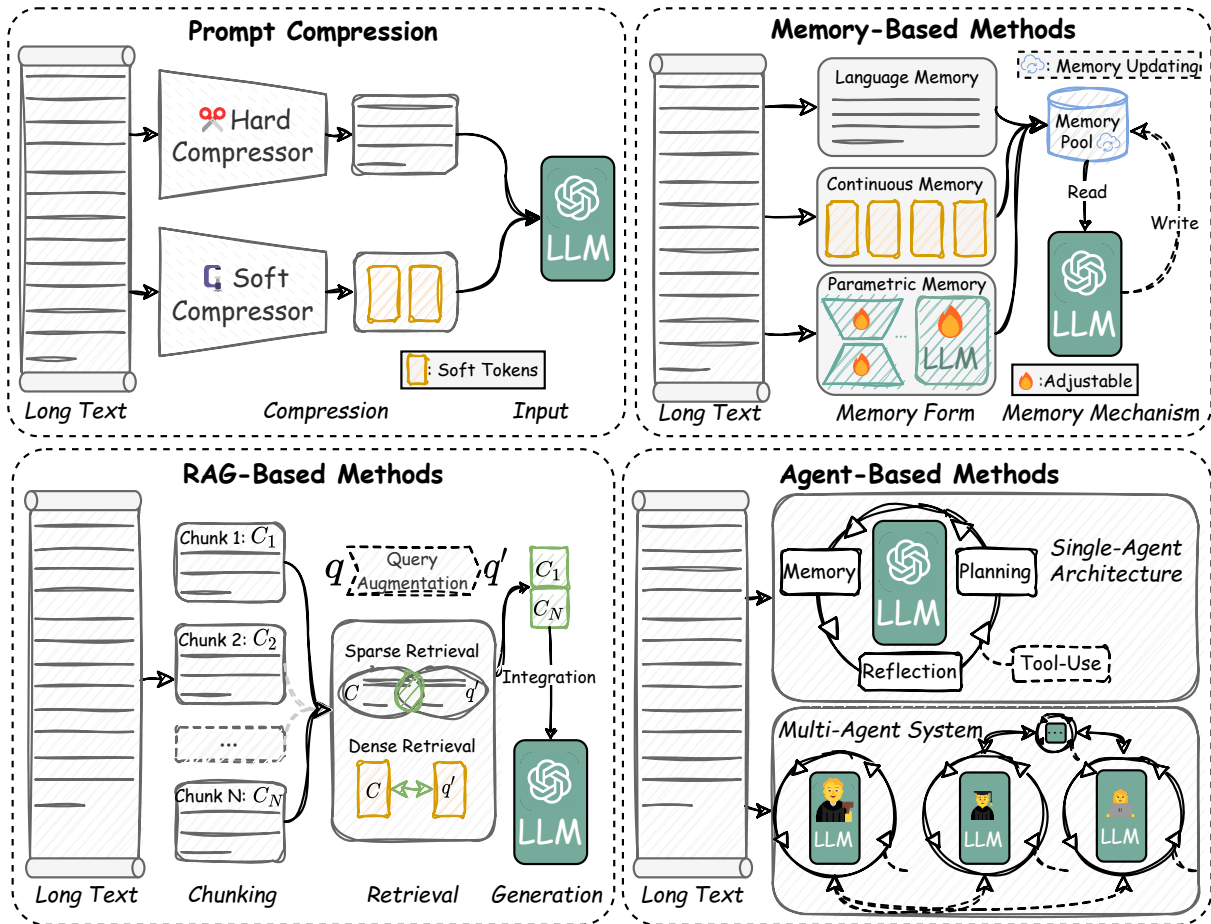 Prompt Compression
Hard
Compressor
Soft
Compressor
LLM
: Soft Tokens
Long Text
Compression
Input
Memory-Based Methods
: Memory Updating
Language Memory
Memory
Pool
Continuous Memory
Read
Write
Parametric Memory
...
LLM
LLM
:Adjustable
Long Text
Memory Form
Memory Mechanism
RAG-Based Methods
Chunk 1: C₁
Chunk 2: C₂
...
Chunk N: C_N
q
Query
Augmentation
q′
C₁
C_N
Sparse Retrieval
C
q′
Integration
Dense Retrieval
C
q′
LLM
Long Text
Chunking
Retrieval
Generation
Agent-Based Methods
Single-Agent
Architecture
Memory
Planning
LLM
Reflection
Tool-Use
Multi-Agent System
...
LLM
LLM
LLM
Long Text